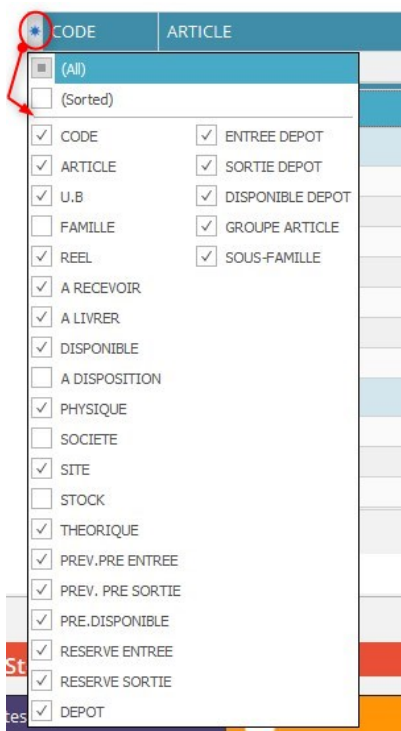 CODE ARTICLE
(All)
(Sorted)
CODE
ARTICLE
U.B
FAMILLE
REEL
A RECEVOIR
A LIVRER
DISPONIBLE
A DISPOSITION
PHYSIQUE
SOCIETE
SITE
STOCK
THEORIQUE
PREV.PRE ENTREE
PREV. PRE SORTIE
PRE.DISPONIBLE
RESERVE ENTREE
RESERVE SORTIE
DEPOT
ENTREE DEPOT
SORTIE DEPOT
DISPONIBLE DEPOT
GROUPE ARTICLE
SOUS-FAMILLE
St
tes